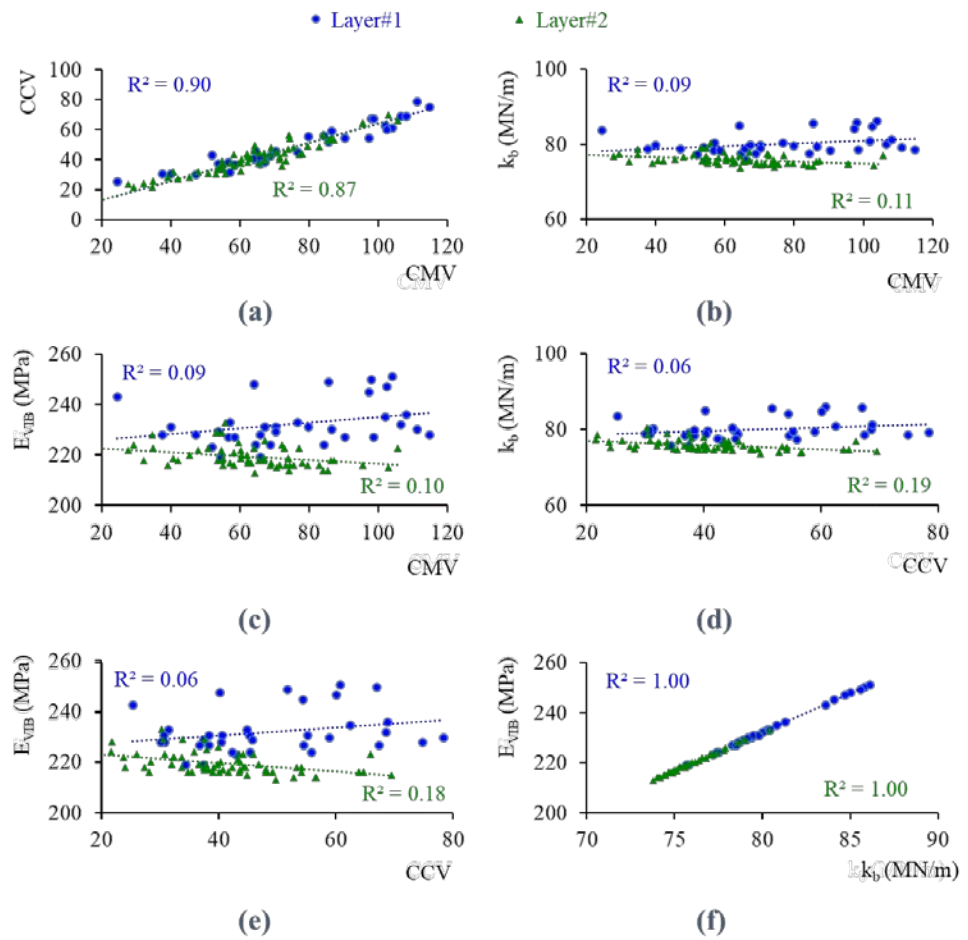 Layer#1 Layer#2
CCV
100
80
60
40
20
0
R² = 0.90
R² = 0.87
20 40 60 80 100 120
CMV
CMV
(a)
k_b (MN/m)
100
80
60
R² = 0.09
R² = 0.11
20 40 60 80 100 120
CMV
CMV
(b)
E_VIB (MPa)
260
240
220
200
R² = 0.09
R² = 0.10
20 40 60 80 100 120
CMV
CMV
(c)
k_b (MN/m)
100
80
60
R² = 0.06
R² = 0.19
20 40 60 80
CCV
CCV
(d)
E_VIB (MPa)
260
240
220
200
R² = 0.06
R² = 0.18
20 40 60 80
CCV
CCV
(e)
E_VIB (MPa)
260
240
220
200
R² = 1.00
R² = 1.00
70 75 80 85 90
k_b (MN/m)
(f)